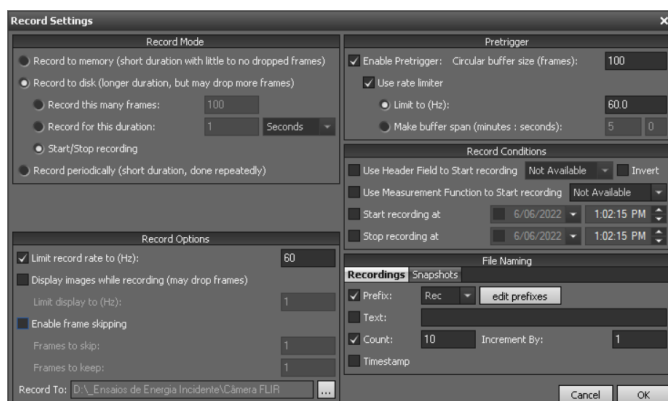 Record Settings
Record Mode
Record to memory (short duration with little to no dropped frames)
Record to disk (longer duration, but may drop more frames)
Record this many frames: 100
Record for this duration: 1 Seconds
Start/Stop recording
Record periodically (short duration, done repeatedly)
Record Options
Limit record rate to (Hz): 60
Display images while recording (may drop frames)
Limit display to (Hz): 1
Enable frame skipping
Frames to skip: 1
Frames to keep: 1
Record To: D:\_Ensaios de Energia Incidente\Câmera FLIR ...
Pretrigger
Enable Pretrigger: Circular buffer size (frames): 100
Use rate limiter
Limit to (Hz): 60.0
Make buffer span (minutes : seconds): 5 0
Record Conditions
Use Header Field to Start recording Not Available Invert
Use Measurement Function to Start recording Not Available
Start recording at 6/06/2022 1:02:15 PM
Stop recording at 6/06/2022 1:02:15 PM
File Naming
Recordings Snapshots
Prefix: Rec edit prefixes
Text:
Count: 10 Increment By: 1
Timestamp
Cancel OK